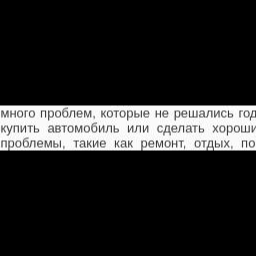 много проблем, которые не решались год
купить автомобиль или сделать хороши
проблемы, такие как ремонт, отдых, по